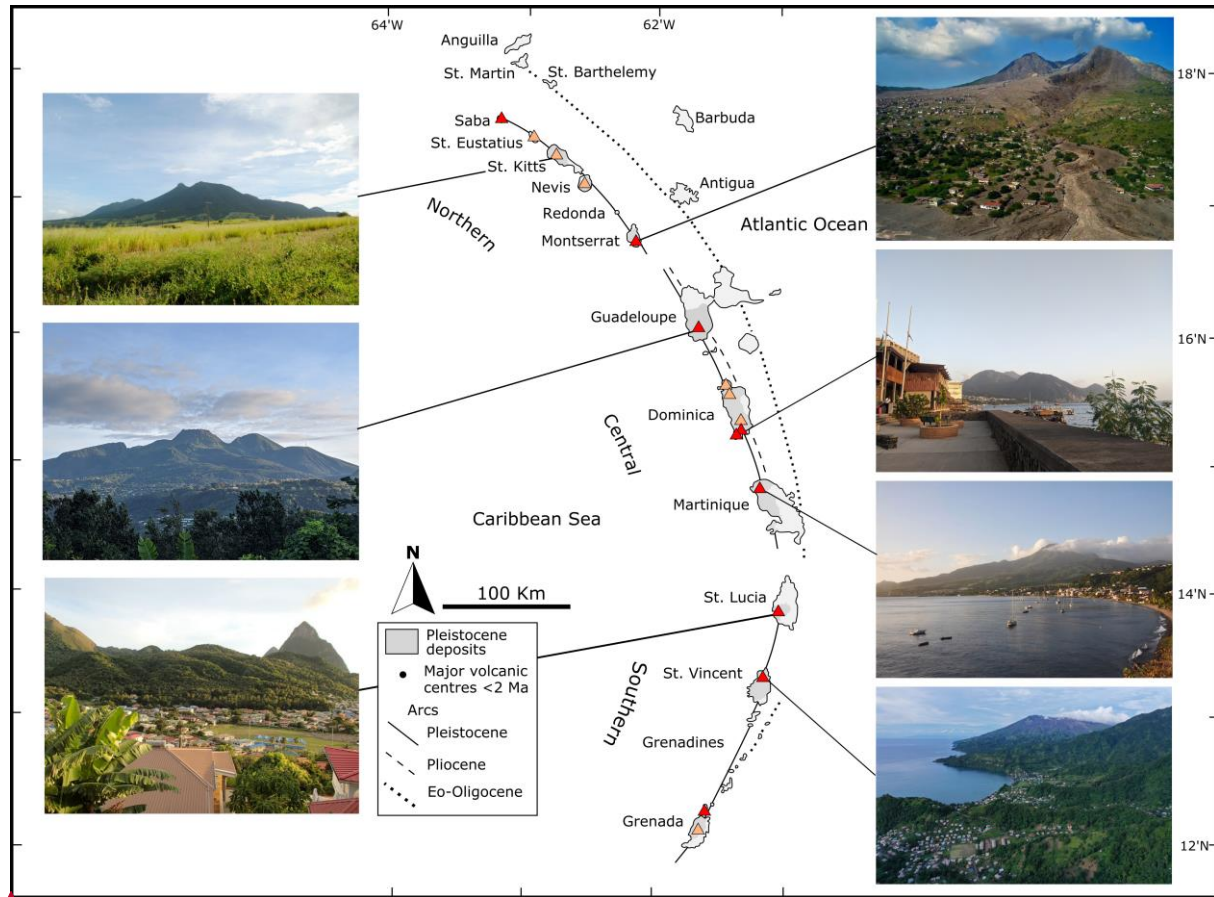 64'W
62'W
Anguilla
St. Martin
St. Barthelemy
18'N
Saba
Barbuda
St. Eustatius
St. Kitts
Nevis
Antigua
Redonda
Northern
Atlantic Ocean
Montserrat
Guadeloupe
16'N
Dominica
Central
Martinique
Caribbean Sea
N
100 Km
St. Lucia
14'N
Pleistocene
deposits
Major volcanic
centres <2 Ma
Arcs
Pleistocene
Pliocene
Eo-Oligocene
St. Vincent
Southern
Grenadines
Grenada
12'N